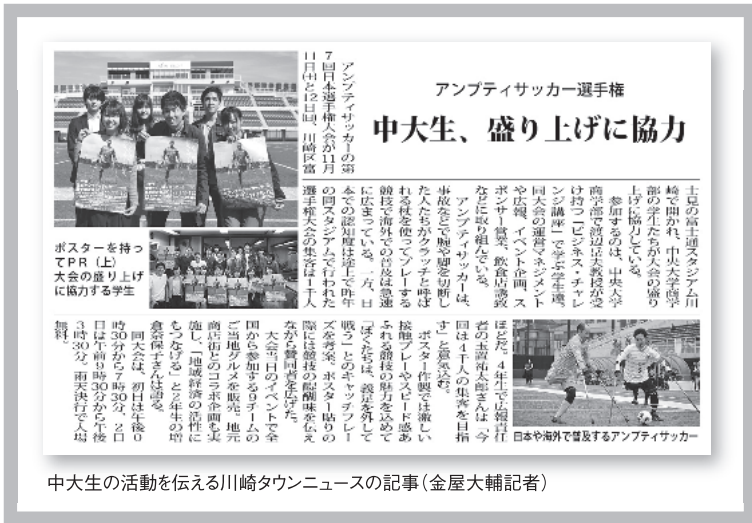 アンプティサッカー選手権
中大生、盛り上げに協力
アンプティサッカーの第
7回日本選手権大会が11月
11日(土)と12日(日)、川崎区富
士見の富士通スタジアム川
崎で開かれ、中央大学商学
部の学生たちが大会の盛り
上げに協力している。
参加するのは、中央大学
商学部で渡辺岳夫教授が受
け持つ「ビジネス・チャレ
ンジ講座」で学ぶ学生達。
同大会の運営マネジメント
や広報、イベント企画、ス
ポンサー営業、飲食店誘致
などに取り組んでいる。
アンプティサッカーは、
事故などで腕や脚を切断し
た人たちがクラッチと呼ば
れる杖を使ってプレーする
競技で海外での普及は急速
に広まっている。一方、日
本での認知度は途上で昨年
の同スタジアムで行われた
選手権大会の集客は1千人
ほどだ。4年生で広報責任
者の玉置祐太郎さんは「今
回は4千人の集客を目指
す」と意気込む。
ポスター作製では激しい
接触プレーやスピード感あ
ふれる競技の魅力を込めて
「ぼくたちは、義足を外して
戦う」とのキャッチフレー
ズを考案、ポスター貼りの
際には競技の醍醐味を伝え
ながら賛同者を広げた。
大会当日のイベントで全
国から参加する9チームの
ご当地グルメを販売。地元
商店街とのコラボ企画も実
施し、「地域経済の活性に
もつなげる」と2年生の増
倉奈保子さんは語る。
同大会は、初日は午後0
時30分から7時30分、2日
目は午前9時30分から午後
3時30分。雨天決行で入場
無料。
ポスターを持っ
てPR(上)
大会の盛り上げ
に協力する学生
日本や海外で普及するアンプティサッカー
中大生の活動を伝える川崎タウンニュースの記事(金屋大輔記者)